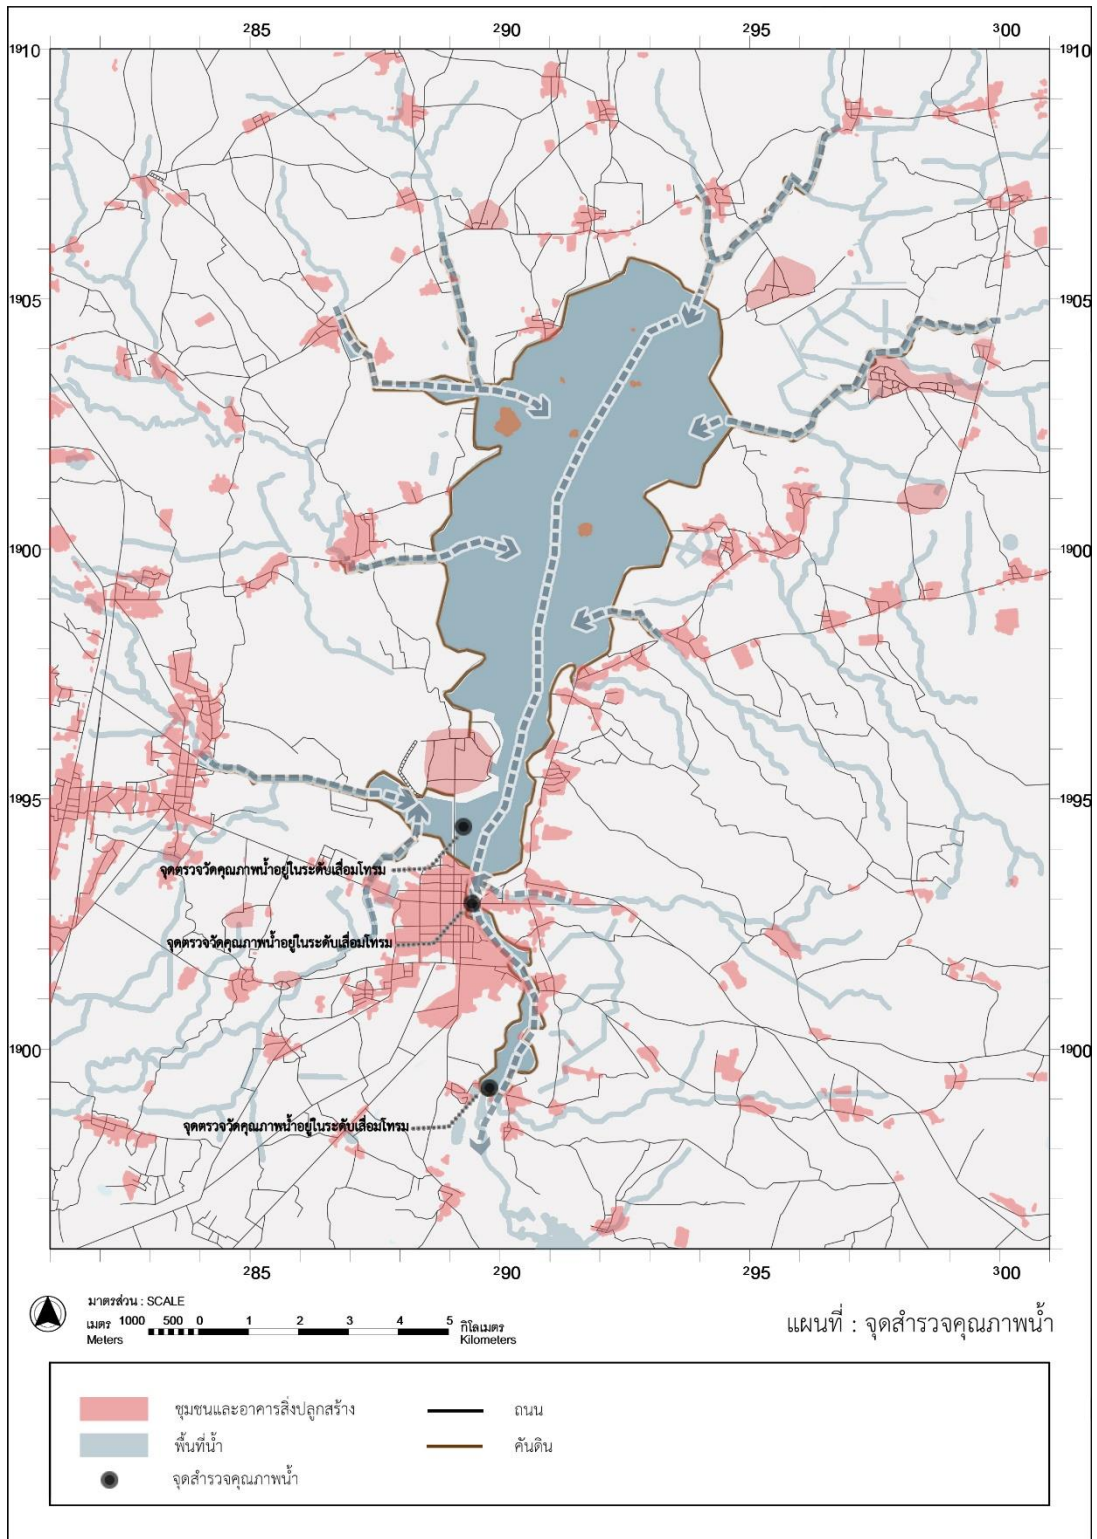 285 290 295 300
1910 1910
1905 1905
1900 1900
1995 1995
จุดตรวจวัดคุณภาพน้ำอยู่ในระดับเสื่อมโทรม
จุดตรวจวัดคุณภาพน้ำอยู่ในระดับเสื่อมโทรม
1900 1900
จุดตรวจวัดคุณภาพน้ำอยู่ในระดับเสื่อมโทรม
285 290 295 300
มาตรส่วน : SCALE
เมตร 1000 500 0 1 2 3 4 5 กิโลเมตร
Meters Kilometers
แผนที่ : จุดสำรวจคุณภาพน้ำ
ชุมชนและอาคารสิ่งปลูกสร้าง ถนน
พื้นที่น้ำ คันดิน
จุดสำรวจคุณภาพน้ำ